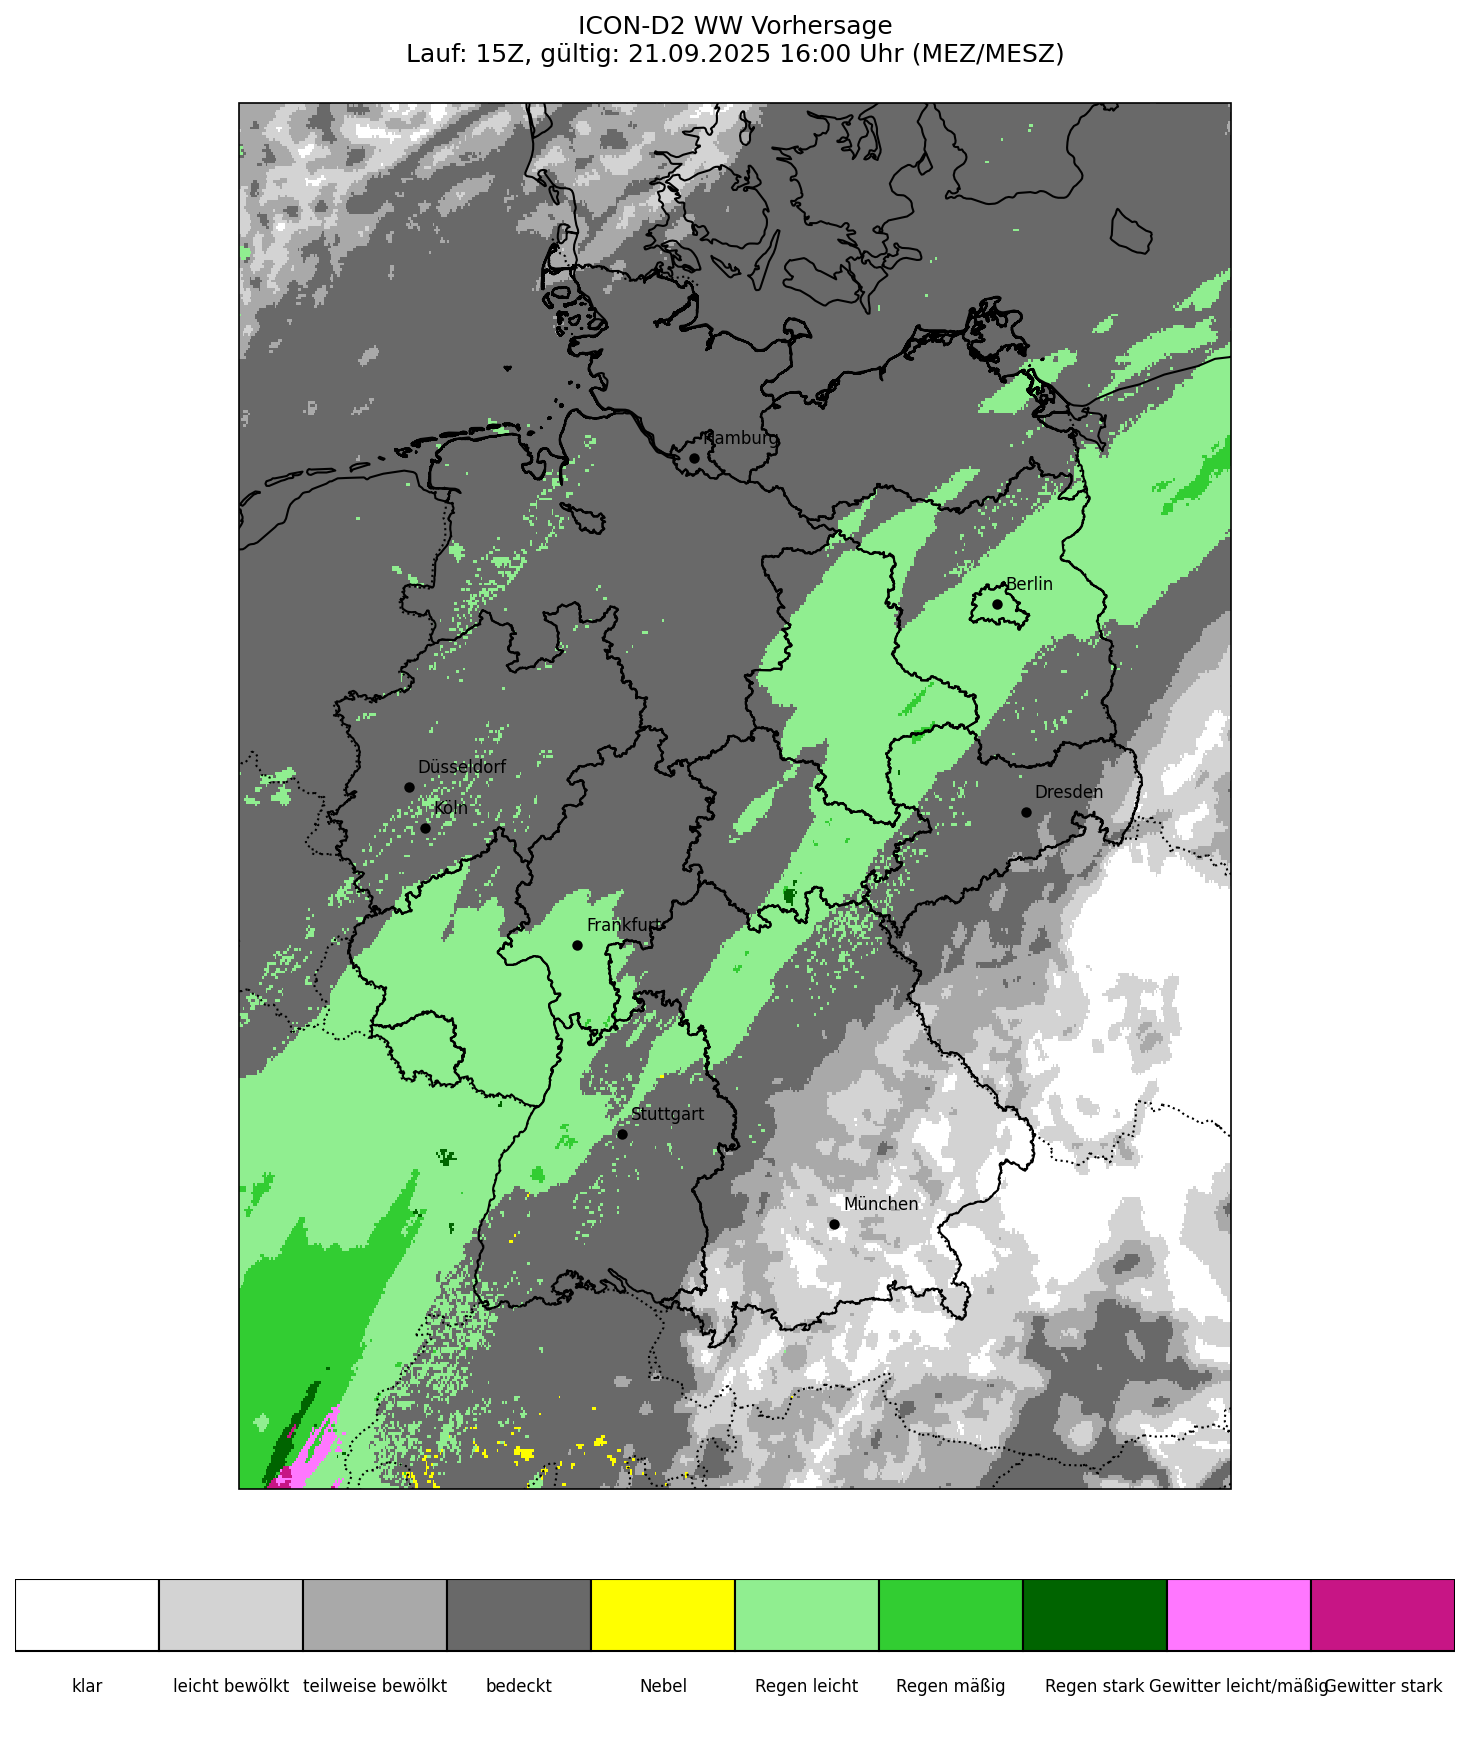 ICON-D2 WW Vorhersage
Lauf: 15Z, gültig: 21.09.2025 16:00 Uhr (MEZ/MESZ)
Hamburg
Berlin
Düsseldorf
Köln
Dresden
Frankfurt
Stuttgart
München
klar
leicht bewölkt
teilweise bewölkt
bedeckt
Nebel
Regen leicht
Regen mäßig
Regen stark
Gewitter leicht/mäßig
Gewitter stark